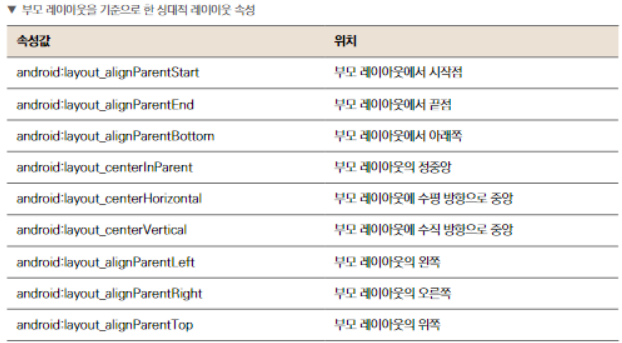 ▼ 부모 레이아웃을 기준으로 한 상대적 레이아웃 속성
속성값 위치
android:layout_alignParentStart 부모 레이아웃에서 시작점
android:layout_alignParentEnd 부모 레이아웃에서 끝점
android:layout_alignParentBottom 부모 레이아웃에서 아래쪽
android:layout_centerInParent 부모 레이아웃의 정중앙
android:layout_centerHorizontal 부모 레이아웃에 수평 방향으로 중앙
android:layout_centerVertical 부모 레이아웃에 수직 방향으로 중앙
android:layout_alignParentLeft 부모 레이아웃의 왼쪽
android:layout_alignParentRight 부모 레이아웃의 오른쪽
android:layout_alignParentTop 부모 레이아웃의 위쪽